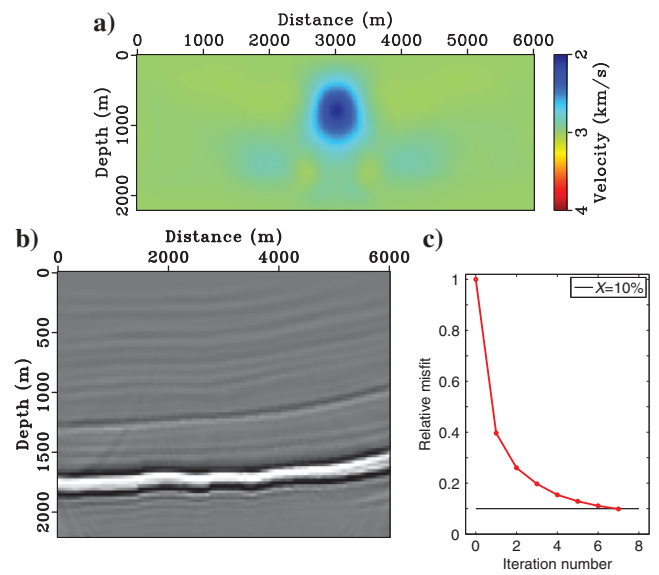 a)
Distance (m)
0 1000 2000 3000 4000 5000 6000
Depth (m)
0 1000 2000
2 3 4
Velocity (km/s)
b)
Distance (m)
0 2000 4000 6000
Depth (m)
0 500 1000 1500 2000
c)
X=10%
Relative misfit
1 0.8 0.6 0.4 0.2 0
0 2 4 6 8
Iteration number